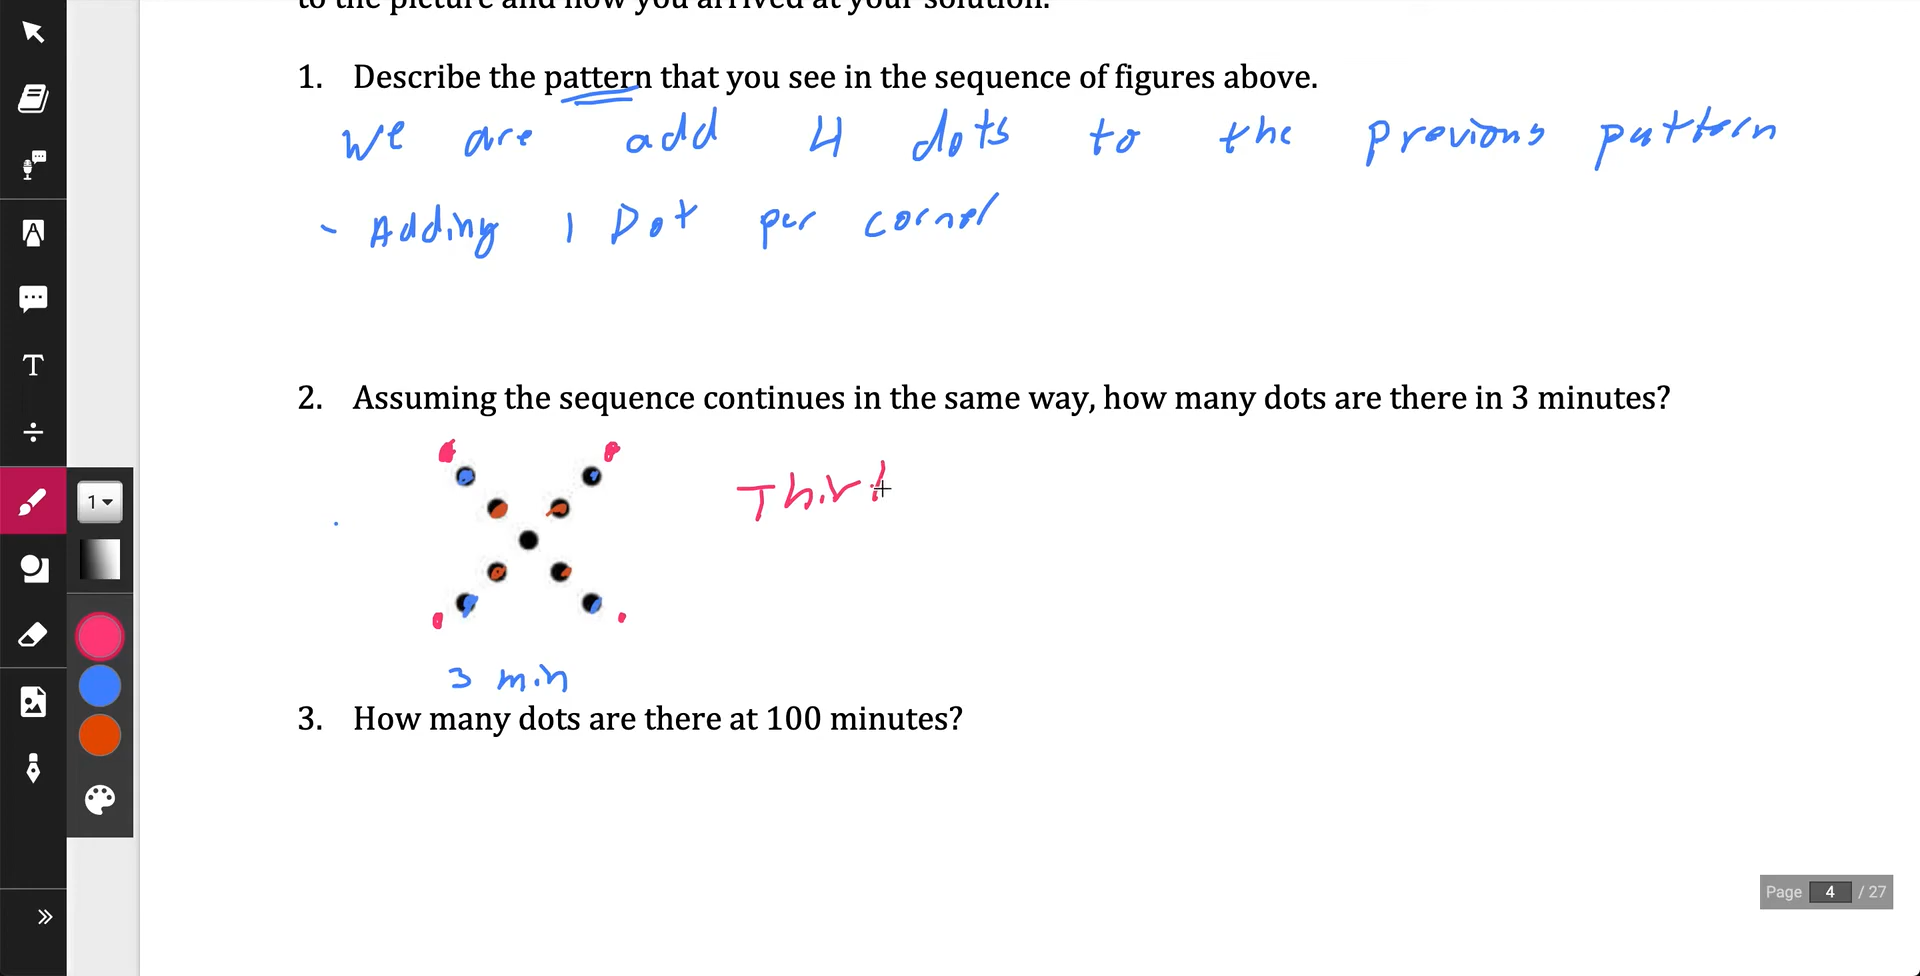 to the picture and how you arrived at your solution.
1. Describe the pattern that you see in the sequence of figures above.
We are add 4 dots to the previous pattern
- Adding 1 Dot per corner
2. Assuming the sequence continues in the same way, how many dots are there in 3 minutes?
Thirt
3 min
3. How many dots are there at 100 minutes?
T
1
Page 4 / 27